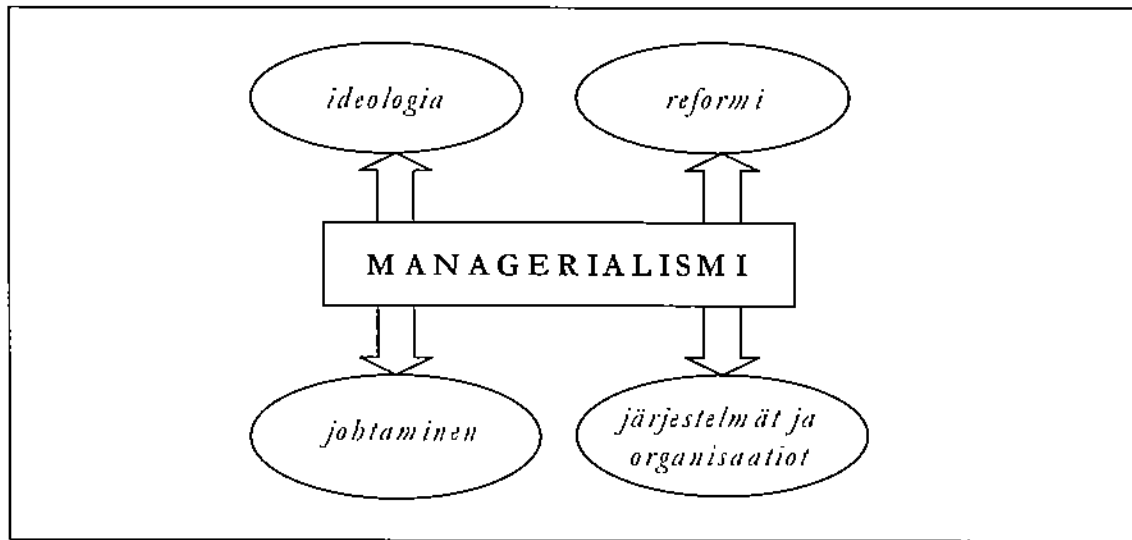 ideologia
reformi
MANAGERIALISMI
johtaminen
järjestelmät ja
organisaatiot